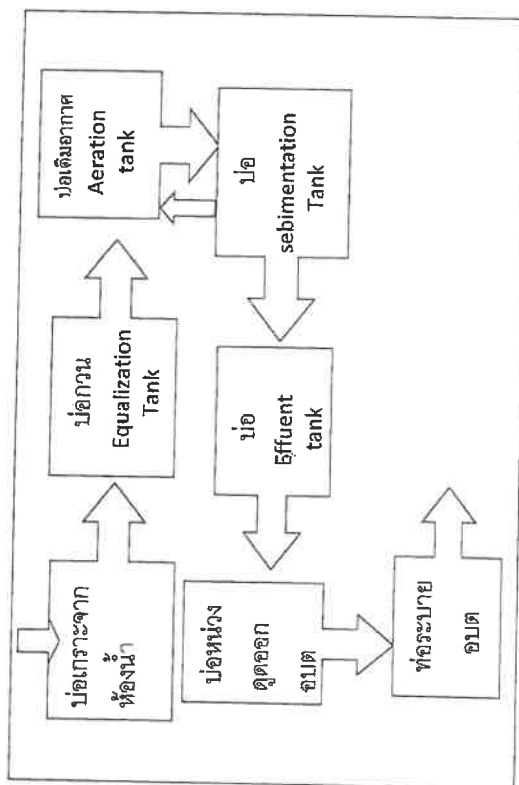 บ่อเกราะจาก
ห้องน้ำ
บ่อกวน
Equalization
Tank
บ่อเติมอากาศ
Aeration
tank
บ่อ
sebimentation
Tank
บ่อ
Effuent
tank
บ่อหน่วง
ดูดออก
อบต
ท่อระบาย
อบต